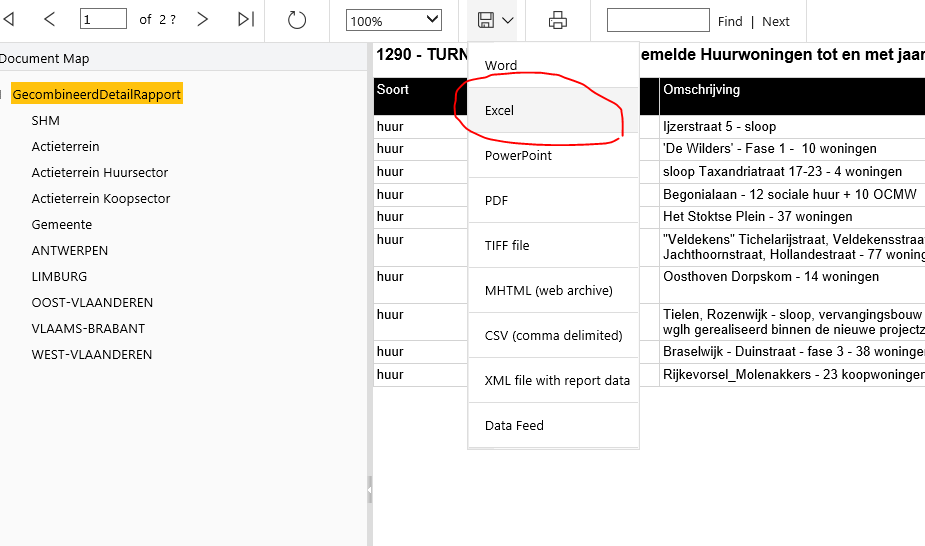 1 of 2 ? 100% Find | Next
Document Map
GecombineerdDetailRapport
SHM
Actieterrein
Actieterrein Huursector
Actieterrein Koopsector
Gemeente
ANTWERPEN
LIMBURG
OOST-VLAANDEREN
VLAAMS-BRABANT
WEST-VLAANDEREN
Word
Excel
PowerPoint
PDF
TIFF file
MHTML (web archive)
CSV (comma delimited)
XML file with report data
Data Feed
1290 - TURN emelde Huurwoningen tot en met jaar
Soort Omschrijving
huur Ijzerstraat 5 - sloop
huur 'De Wilders' - Fase 1 - 10 woningen
huur sloop Taxandriatraat 17-23 - 4 woningen
huur Begonialaan - 12 sociale huur + 10 OCMW
huur Het Stoktse Plein - 37 woningen
huur "Veldekens" Tichelarijstraat, Veldekensstraa
Jachthoornstraat, Hollandestraat - 77 woning
huur Oosthoven Dorpskom - 14 woningen
huur Tielen, Rozenwijk - sloop, vervangingsbouw
wglh gerealiseerd binnen de nieuwe projectz
huur Braselwijk - Duinstraat - fase 3 - 38 woninge
huur Rijkevorsel_Molenakkers - 23 koopwoninger